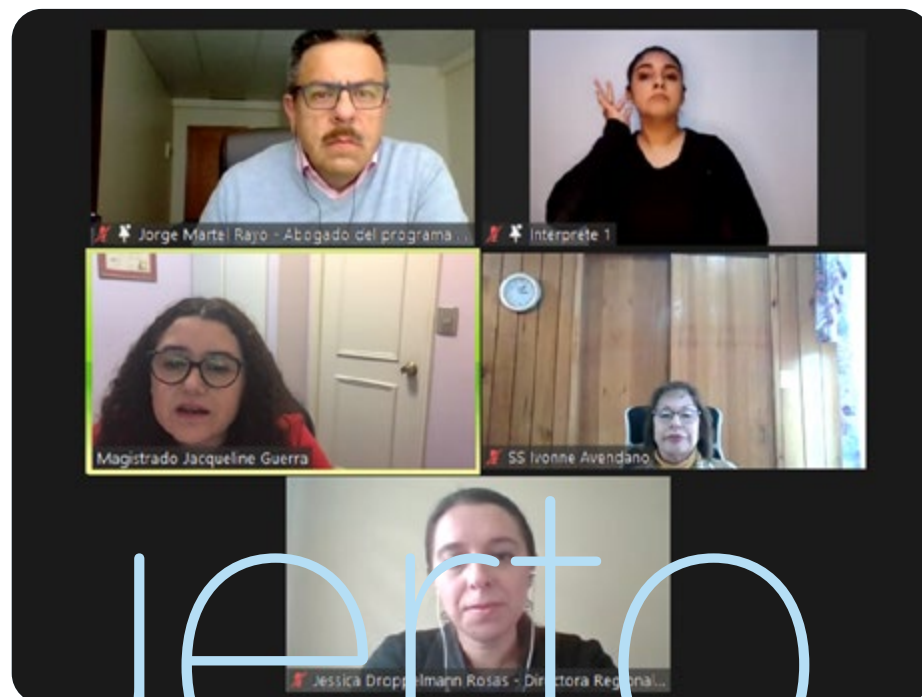 Jorge Martel Rayo - Abogado del programa ...
Interprete 1
Magistrado Jacqueline Guerra
SS Ivonne Avendano
Jessica Droppelmann Rosas - Directora Regional...
ierto